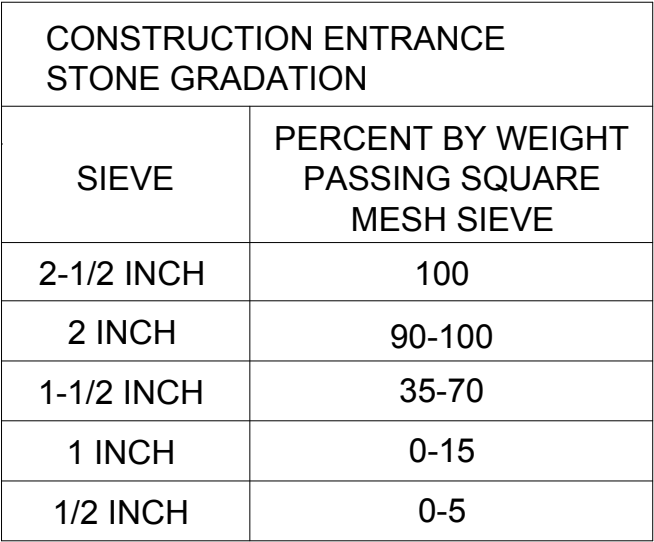 CONSTRUCTION ENTRANCE
STONE GRADATION
SIEVE
PERCENT BY WEIGHT
PASSING SQUARE
MESH SIEVE
2-1/2 INCH
100
2 INCH
90-100
1-1/2 INCH
35-70
1 INCH
0-15
1/2 INCH
0-5